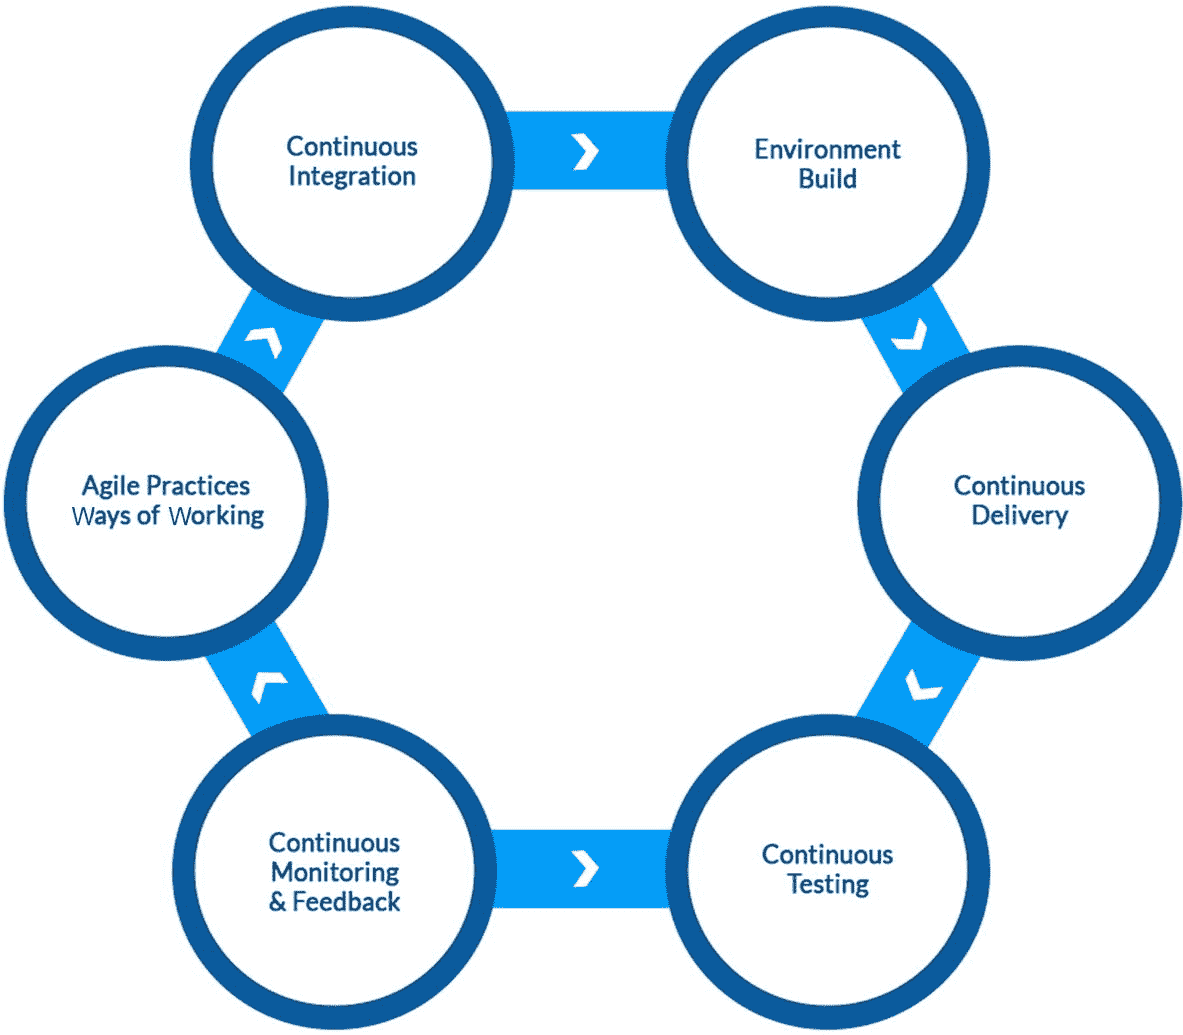 Continuous
Integration
Environment
Build
Agile Practices
Ways of Working
Continuous
Delivery
Continuous
Monitoring
& Feedback
Continuous
Testing